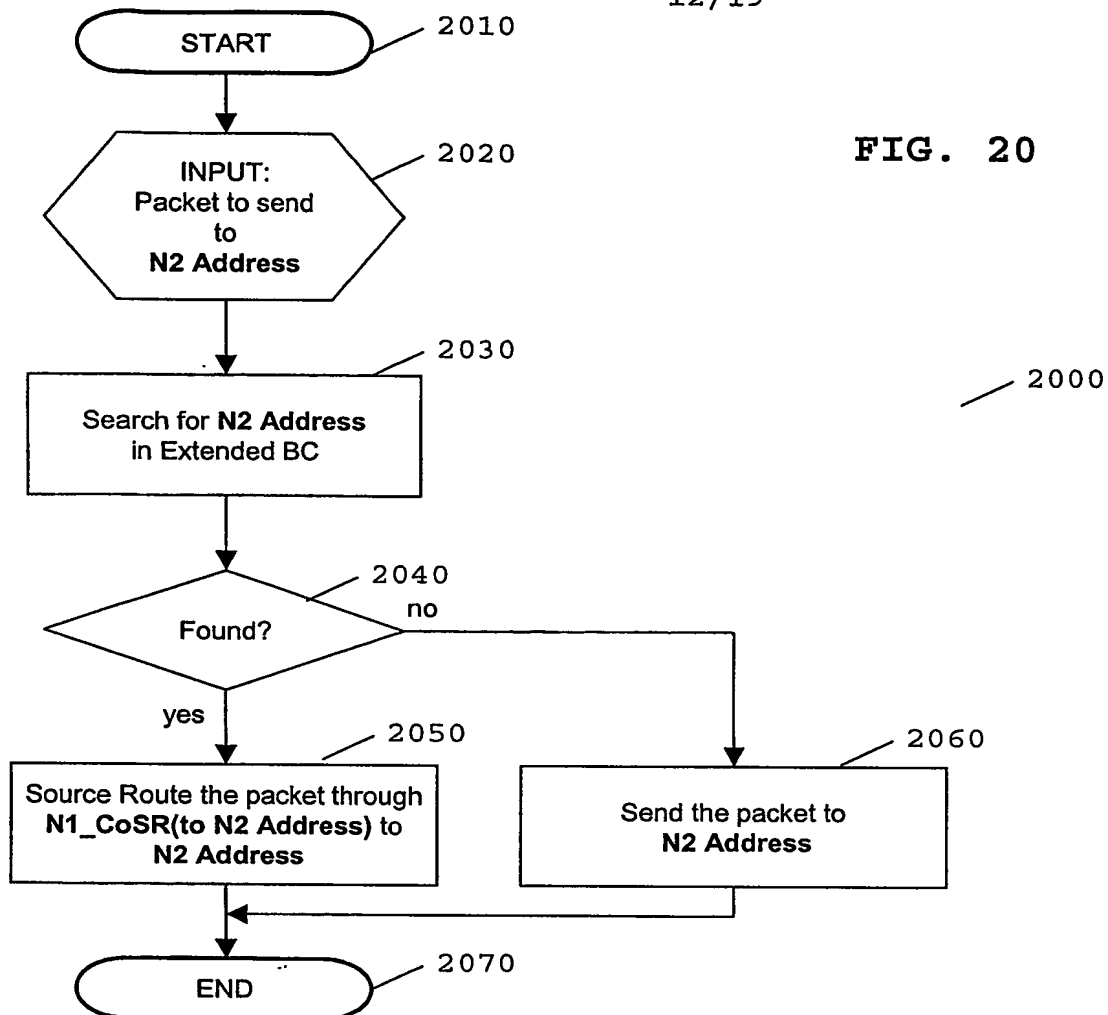 12/19
START
2010
INPUT:
Packet to send
to
N2 Address
2020
FIG. 20
2030
Search for N2 Address
in Extended BC
2000
2040
Found?
no
yes
2050
Source Route the packet through
N1_CoSR(to N2 Address) to
N2 Address
2060
Send the packet to
N2 Address
END
2070